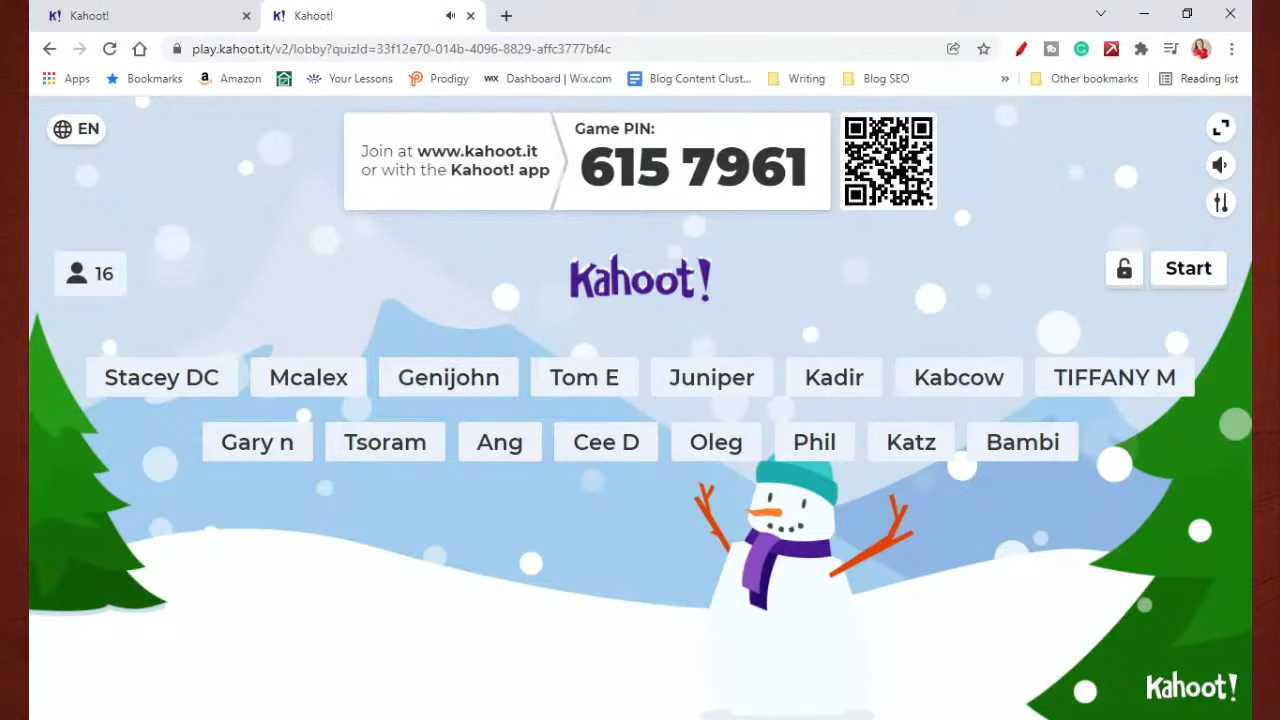 Kahoot!
Kahoot!
play.kahoot.it/v2/lobby?quizId=33f12e70-014b-4096-8829-affc3777bf4c
Apps Bookmarks Amazon Your Lessons Prodigy WIX Dashboard | Wix.com Blog Content Clust... Writing Blog SEO » Other bookmarks Reading list
EN
Join at www.kahoot.it
or with the Kahoot! app
Game PIN:
615 7961
16
Kahoot!
Start
Stacey DC Mcalex Genijohn Tom E Juniper Kadir Kabcow TIFFANY M
Gary n Tsoram Ang Cee D Oleg Phil Katz Bambi
Kahoot!